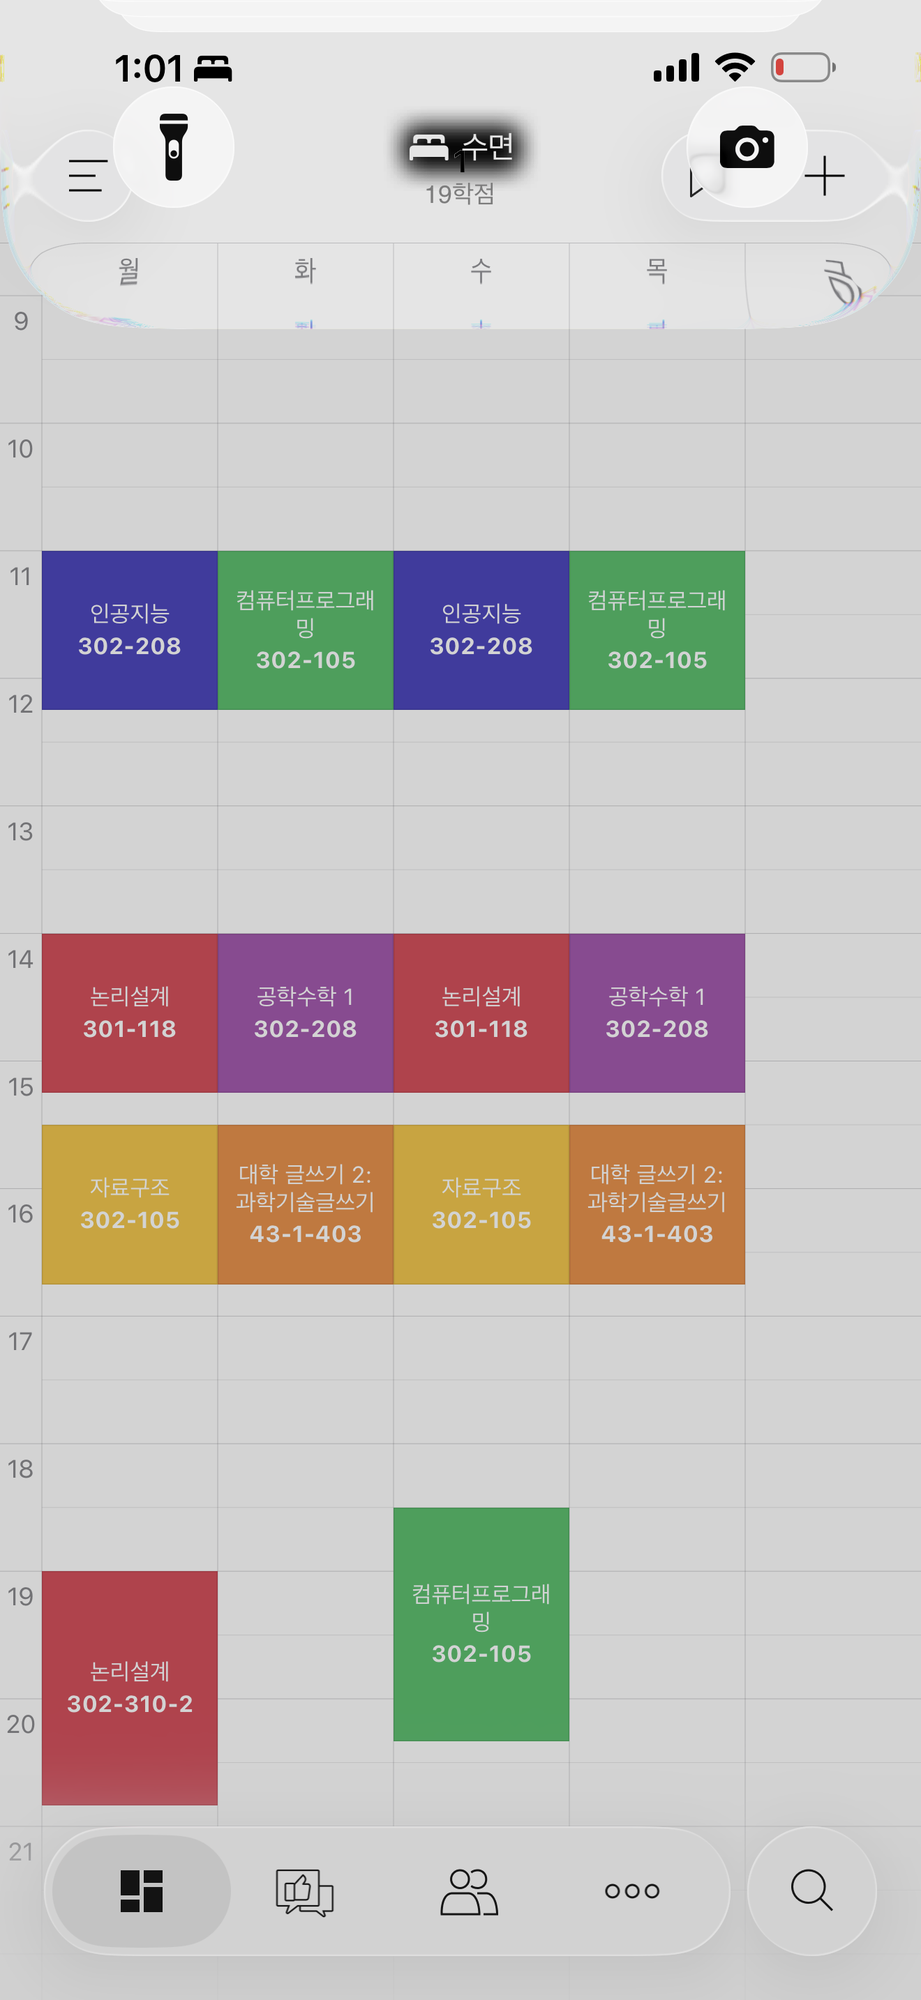 1:01
수면
19학점
월 화 수 목
9
10
11
인공지능
302-208
컴퓨터프로그래
밍
302-105
인공지능
302-208
컴퓨터프로그래
밍
302-105
12
13
14
논리설계
301-118
공학수학 1
302-208
논리설계
301-118
공학수학 1
302-208
15
자료구조
302-105
대학 글쓰기 2:
과학기술글쓰기
43-1-403
자료구조
302-105
대학 글쓰기 2:
과학기술글쓰기
43-1-403
16
17
18
컴퓨터프로그래
밍
302-105
19
논리설계
302-310-2
20
21